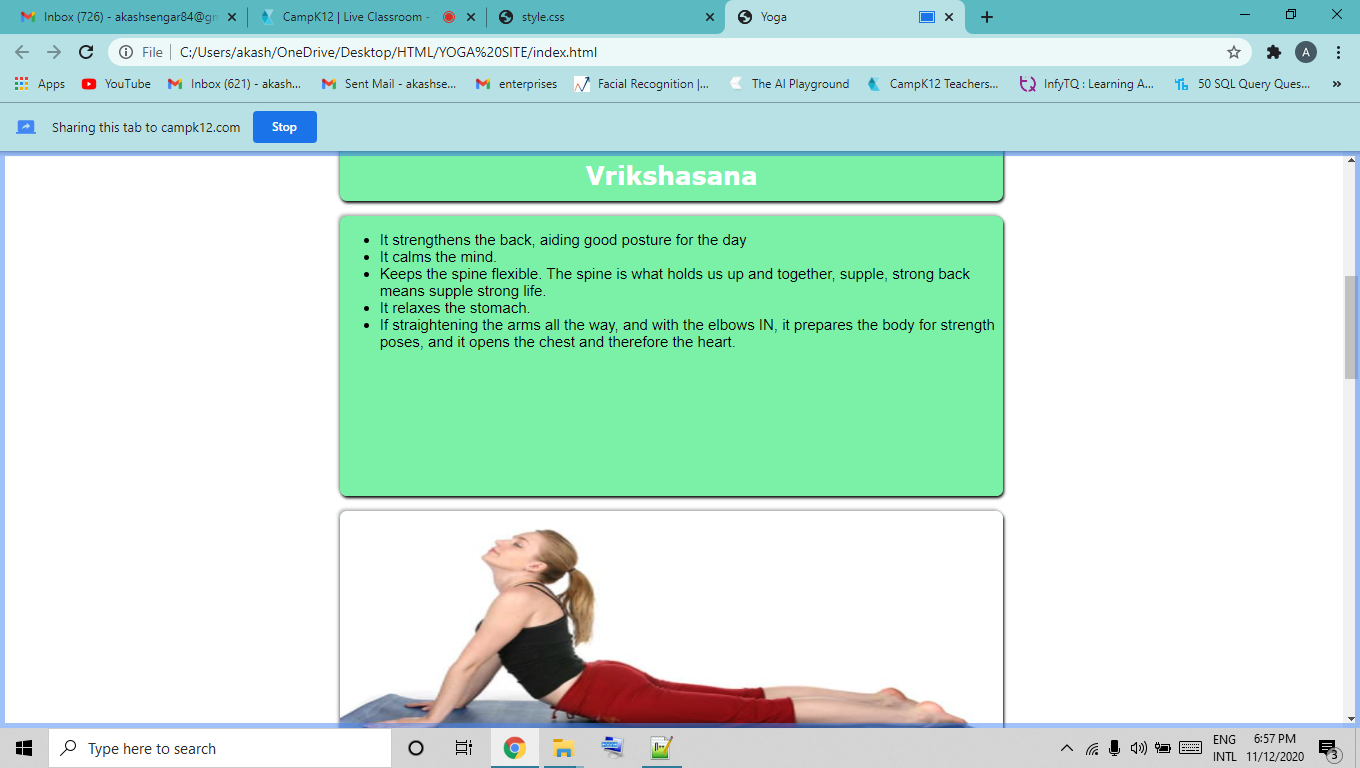 Inbox (726) - akashsengar84@gm
CampK12 | Live Classroom -
style.css
Yoga
File
C:/Users/akash/OneDrive/Desktop/HTML/YOGA%20SITE/index.html
A
Apps
YouTube
Inbox (621) - akash...
Sent Mail - akashse...
enterprises
Facial Recognition |...
The AI Playground
CampK12 Teachers...
InfyTQ : Learning A...
50 SQL Query Ques...
»
Sharing this tab to campk12.com
Stop
Vrikshasana
• It strengthens the back, aiding good posture for the day
• It calms the mind.
• Keeps the spine flexible. The spine is what holds us up and together, supple, strong back
means supple strong life.
• It relaxes the stomach.
• If straightening the arms all the way, and with the elbows IN, it prepares the body for strength
poses, and it opens the chest and therefore the heart.
Type here to search
ENG
INTL
6:57 PM
11/12/2020
3